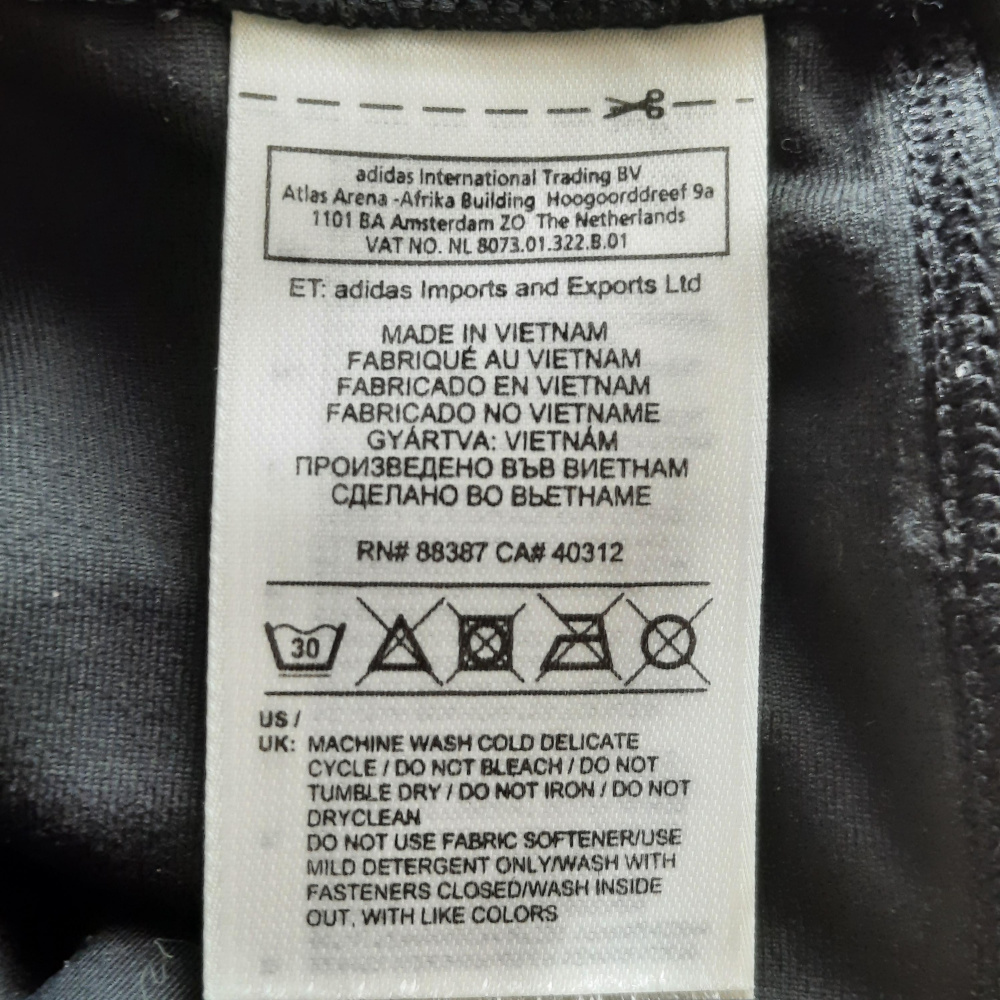 adidas International Trading BV
Atlas Arena -Afrika Building Hoogoorddreef 9a
1101 BA Amsterdam ZO The Netherlands
VAT NO. NL 8073.01.322.B.01
ET: adidas Imports and Exports Ltd
MADE IN VIETNAM
FABRIQUÉ AU VIETNAM
FABRICADO EN VIETNAM
FABRICADO NO VIETNAME
GYÁRTVA: VIETNÁM
ПРОИЗВЕДЕНО ВЪВ ВИЕТНАМ
СДЕЛАНО ВО ВЬЕТНАМЕ
RN# 88387 CA# 40312
30
US /
UK: MACHINE WASH COLD DELICATE
CYCLE / DO NOT BLEACH / DO NOT
TUMBLE DRY / DO NOT IRON / DO NOT
DRYCLEAN
DO NOT USE FABRIC SOFTENER/USE
MILD DETERGENT ONLY/WASH WITH
FASTENERS CLOSED/WASH INSIDE
OUT, WITH LIKE COLORS